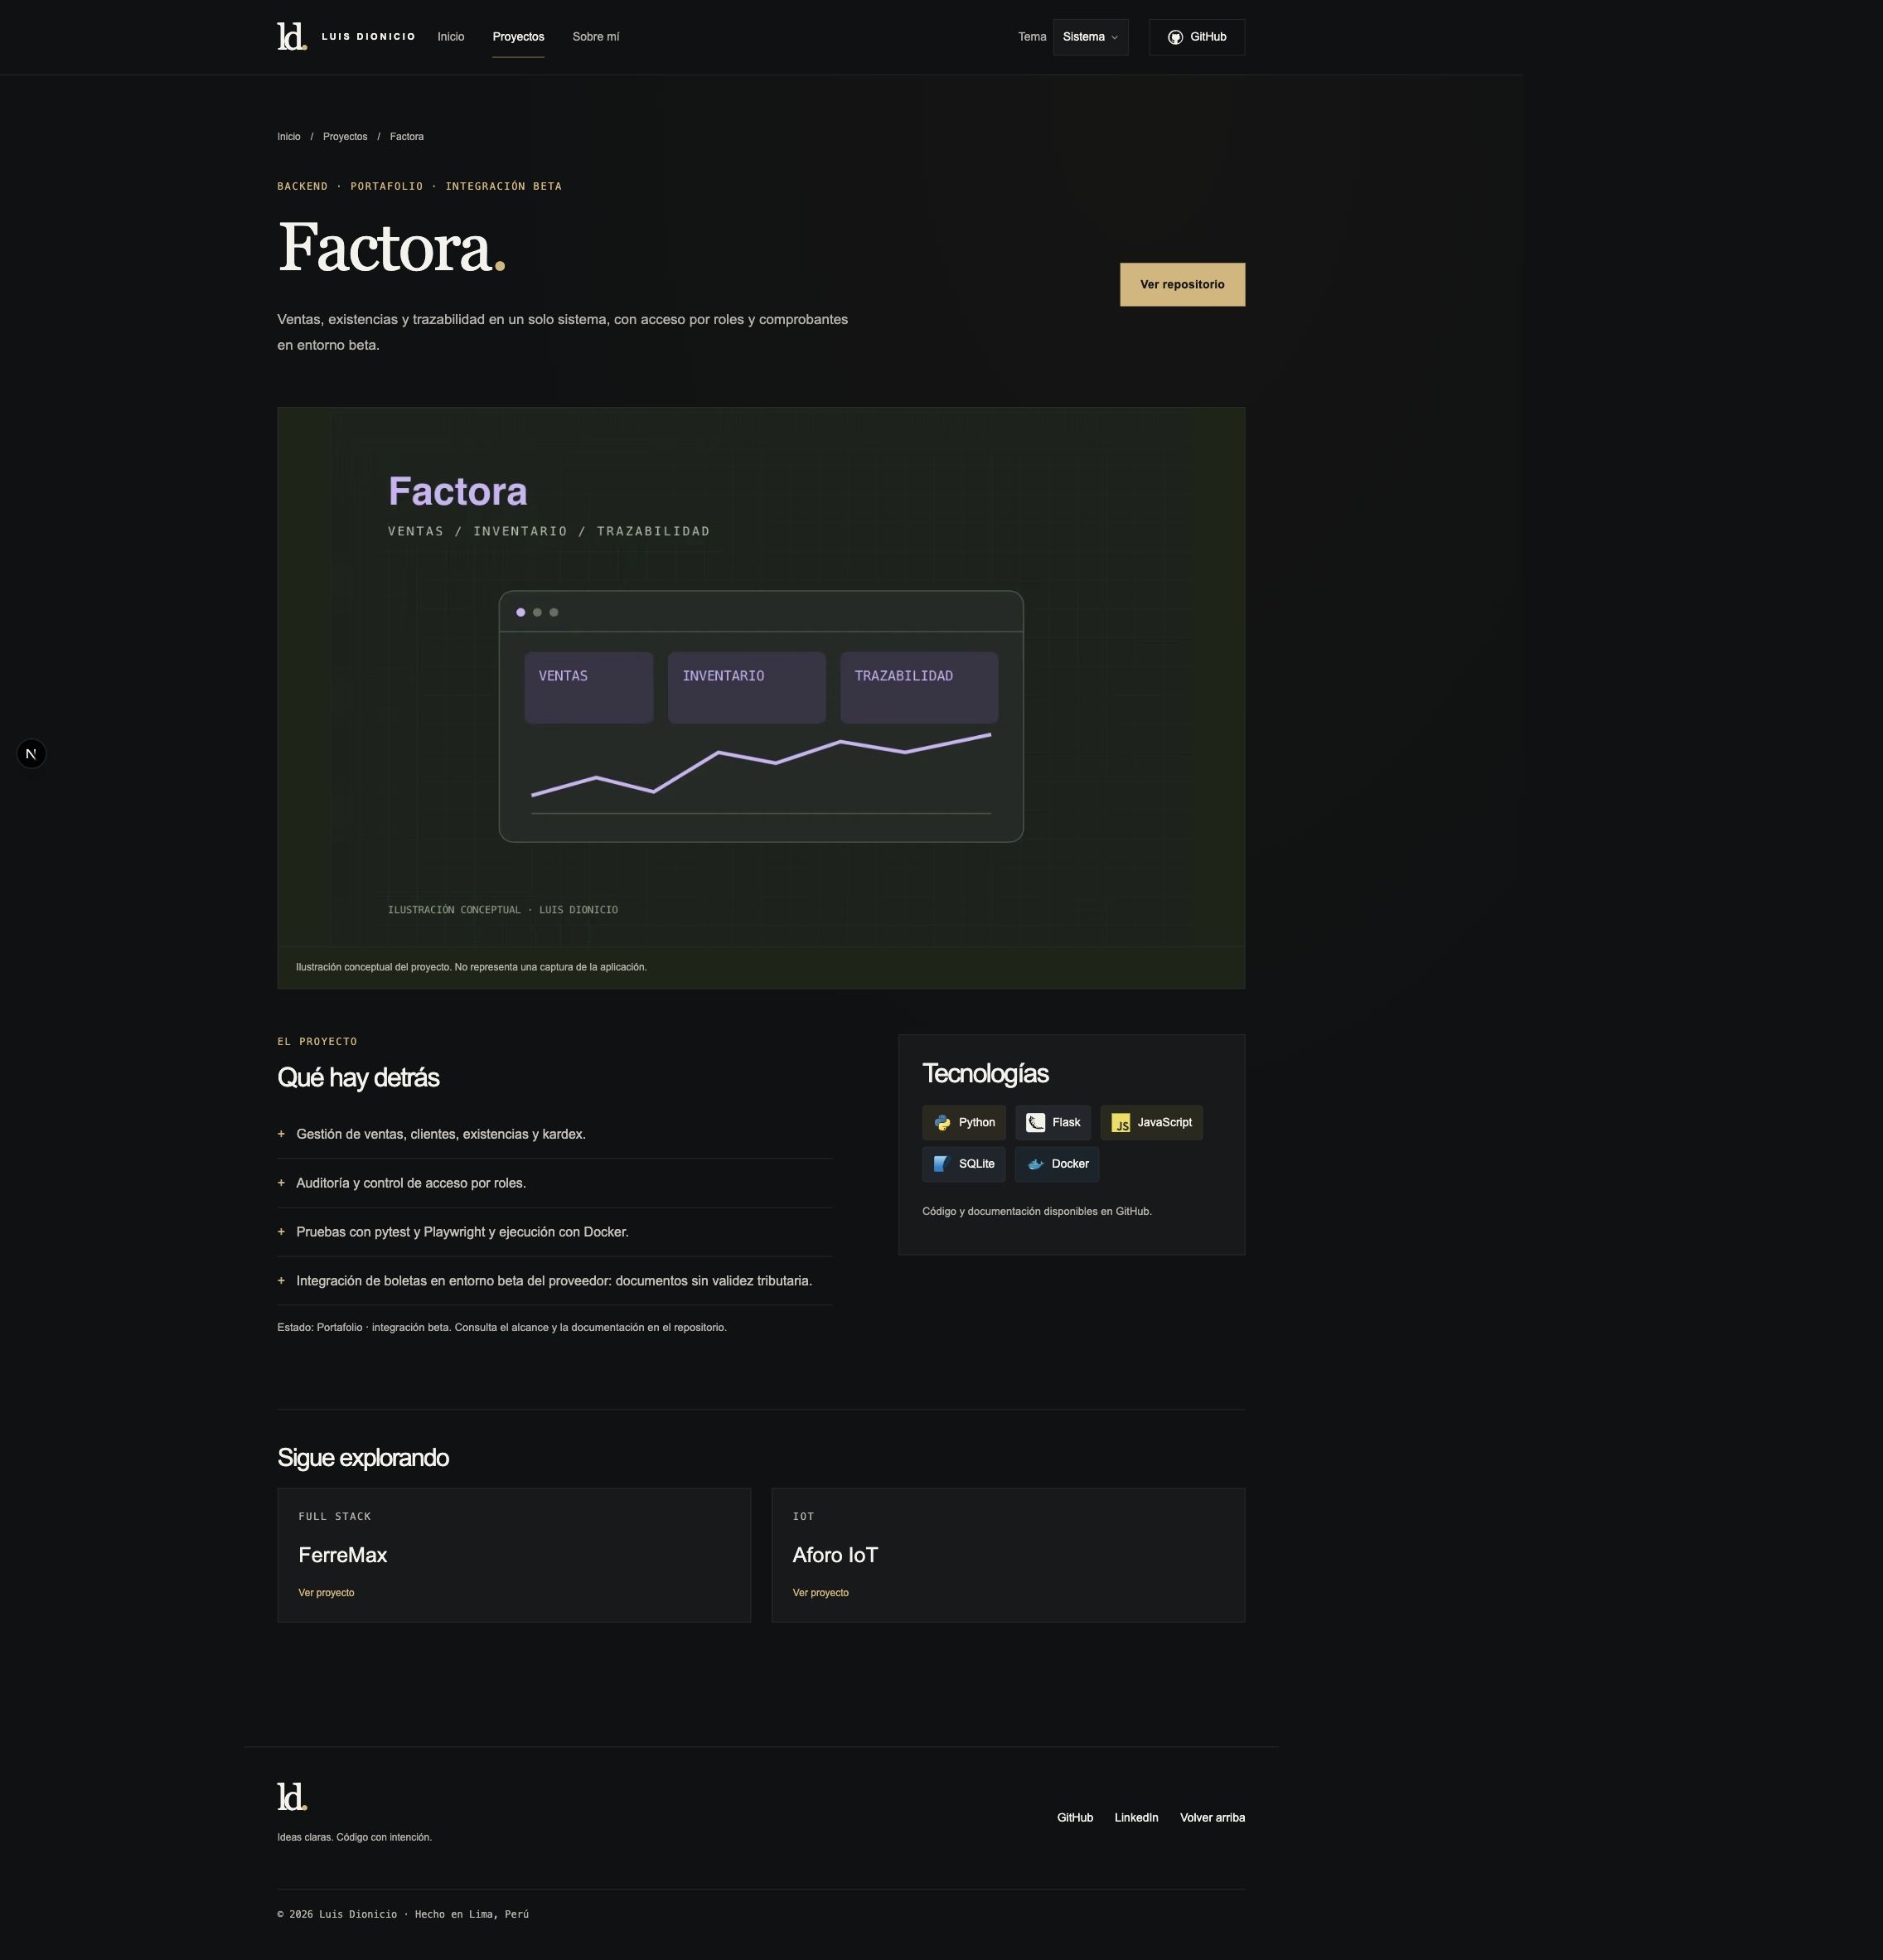 ld.
LUIS DIONICIO
Inicio
Proyectos
Sobre mí
Tema
Sistema
GitHub
Inicio / Proyectos / Factora
BACKEND · PORTAFOLIO · INTEGRACIÓN BETA
Factora.
Ver repositorio
Ventas, existencias y trazabilidad en un solo sistema, con acceso por roles y comprobantes
en entorno beta.
Factora
VENTAS / INVENTARIO / TRAZABILIDAD
VENTAS
INVENTARIO
TRAZABILIDAD
N
ILUSTRACIÓN CONCEPTUAL · LUIS DIONICIO
Ilustración conceptual del proyecto. No representa una captura de la aplicación.
EL PROYECTO
Qué hay detrás
+ Gestión de ventas, clientes, existencias y kardex.
+ Auditoría y control de acceso por roles.
+ Pruebas con pytest y Playwright y ejecución con Docker.
+ Integración de boletas en entorno beta del proveedor: documentos sin validez tributaria.
Estado: Portafolio · integración beta. Consulta el alcance y la documentación en el repositorio.
Tecnologías
Python
Flask
JS JavaScript
SQLite
Docker
Código y documentación disponibles en GitHub.
Sigue explorando
FULL STACK
FerreMax
Ver proyecto
IOT
Aforo IoT
Ver proyecto
ld.
Ideas claras. Código con intención.
GitHub
LinkedIn
Volver arriba
© 2026 Luis Dionicio · Hecho en Lima, Perú